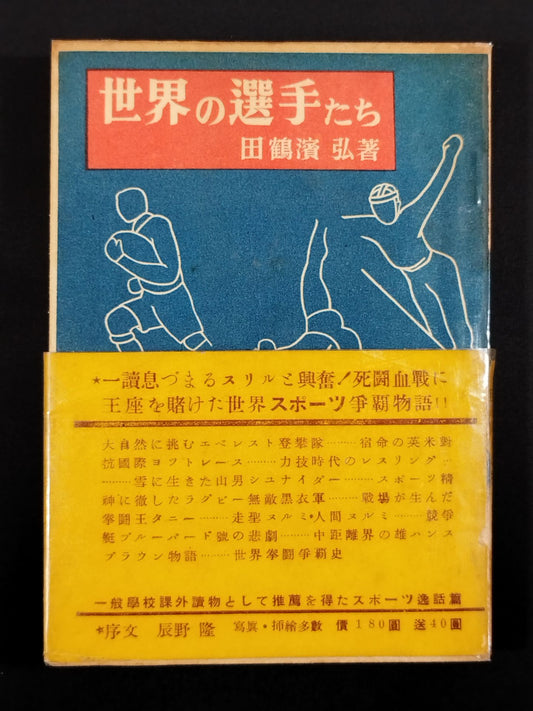 世界の選手たち
田鶴濱 弘著
★一讀息づまるスリルと興奮！死闘血戰に
王座を賭けた世界スポーツ爭覇物語！！
大自然に挑むエベレスト登攀隊………宿命の英米對
抗國際ヨットレース………力技時代のレスリング…
……雪に生きた山男シュナイダー………スポーツ精
神に徹したラグビー無敵黑衣軍………戰場が生んだ
拳闘王タニー………走聖ヌルミ・人間ヌルミ………競爭
艇ブルーバード號の悲劇………中距離界の雄ハンス
ブラウン物語………世界拳闘爭覇史
一般學校課外讀物として推薦を得たスポーツ逸話篇
★序文 辰野 隆 寫眞・挿繪多數 價180圓 送40圓